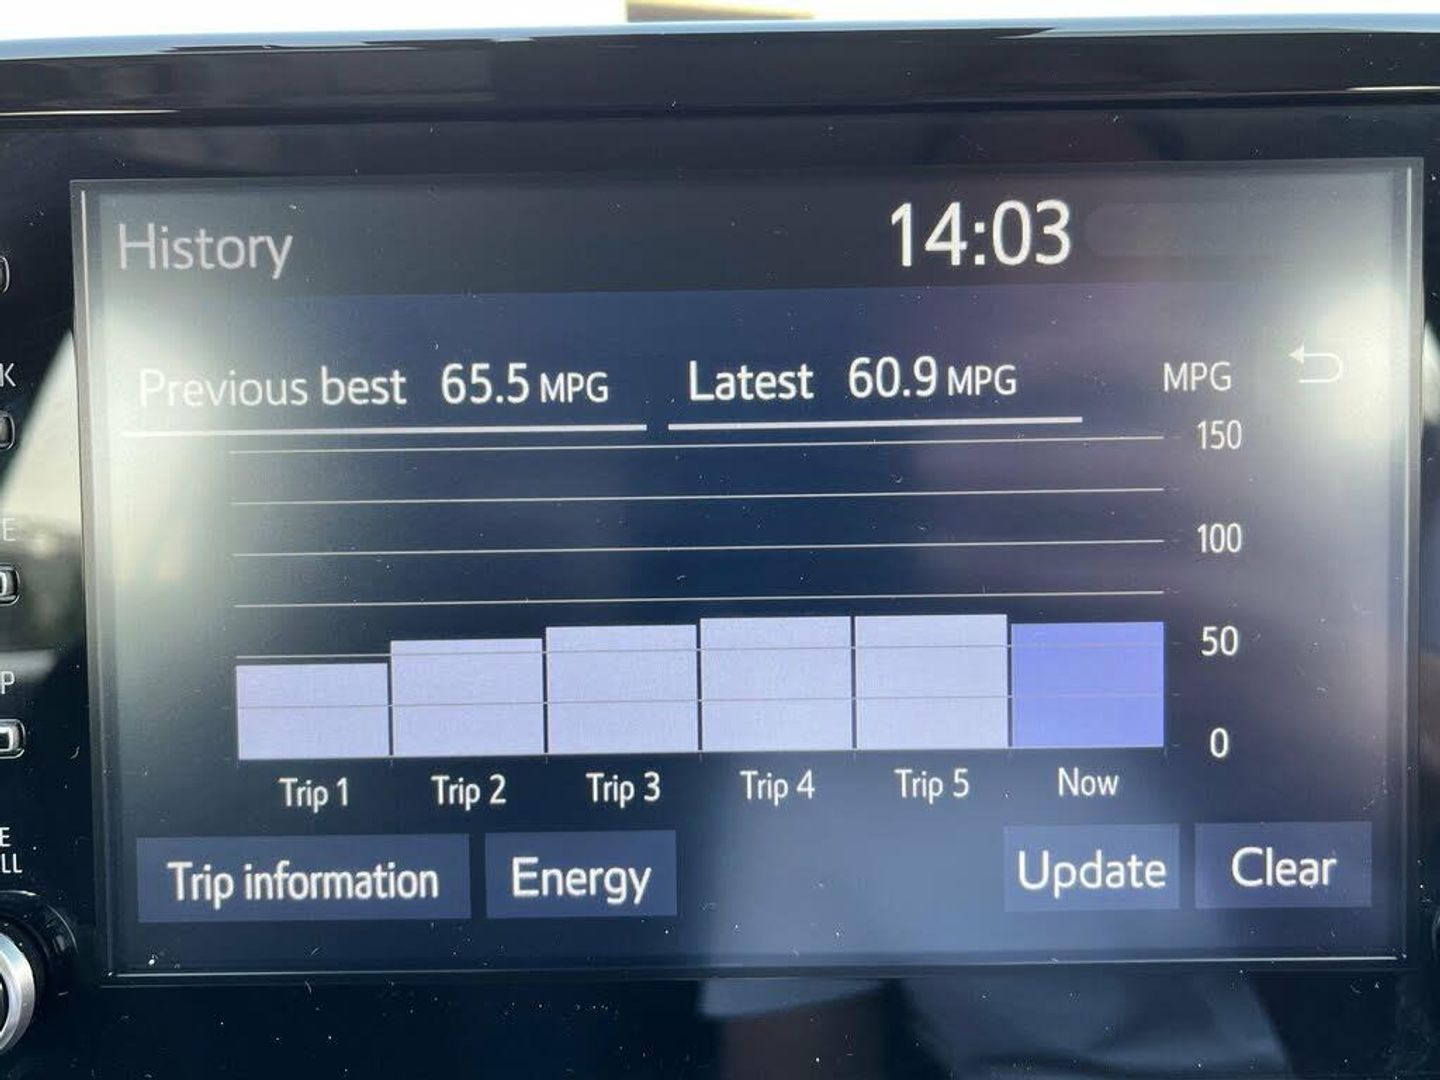 History
14:03
Previous best 65.5 MPG
Latest 60.9 MPG
MPG
150
100
50
0
Trip 1
Trip 2
Trip 3
Trip 4
Trip 5
Now
Trip information
Energy
Update
Clear